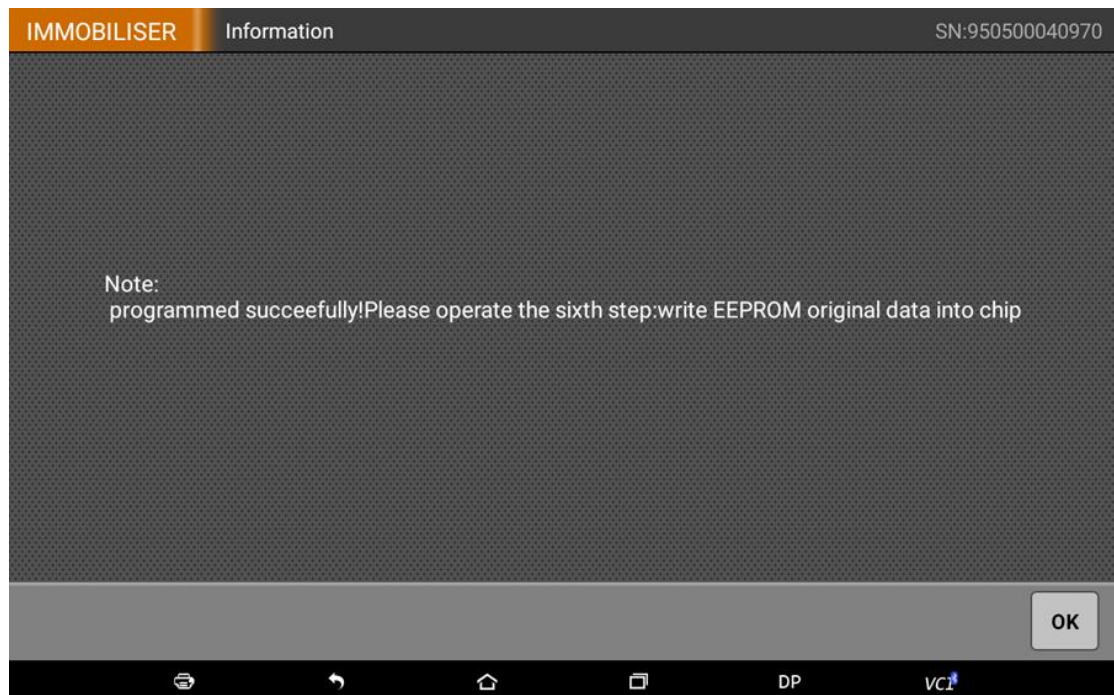 IMMOBILISER Information SN:950500040970
Note:
programmed succeefully!Please operate the sixth step:write EEPROM original data into chip
OK
DP VCI